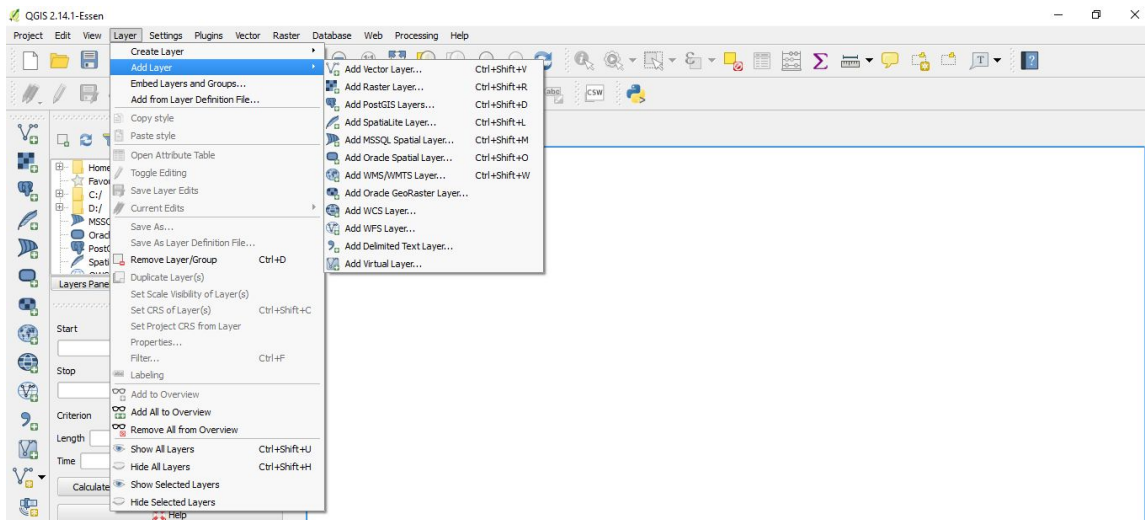 QGIS 2.14.1-Essen
Project Edit View Layer Settings Plugins Vector Raster Database Web Processing Help
Create Layer
Add Layer
Embed Layers and Groups...
Add from Layer Definition File...
Copy style
Paste style
Open Attribute Table
Toggle Editing
Save Layer Edits
Current Edits
Save As...
Save As Layer Definition File...
Remove Layer/Group Ctrl+D
Duplicate Layer(s)
Set Scale Visibility of Layer(s)
Set CRS of Layer(s) Ctrl+Shift+C
Set Project CRS from Layer
Properties...
Filter... Ctrl+F
Labeling
Add to Overview
Add All to Overview
Remove All from Overview
Show All Layers Ctrl+Shift+U
Hide All Layers Ctrl+Shift+H
Show Selected Layers
Hide Selected Layers
Add Vector Layer... Ctrl+Shift+V
Add Raster Layer... Ctrl+Shift+R
Add PostGIS Layers... Ctrl+Shift+D
Add SpatiaLite Layer... Ctrl+Shift+L
Add MSSQL Spatial Layer... Ctrl+Shift+M
Add Oracle Spatial Layer... Ctrl+Shift+O
Add WMS/WMTS Layer... Ctrl+Shift+W
Add Oracle GeoRaster Layer...
Add WCS Layer...
Add WFS Layer...
Add Delimited Text Layer...
Add Virtual Layer...
abc
CSW
Home
Favou
C:/
D:/
MSSQ
Orac
PostG
Spati
Layers Pane
Start
Stop
Criterion
Length
Time
Calculate
Help